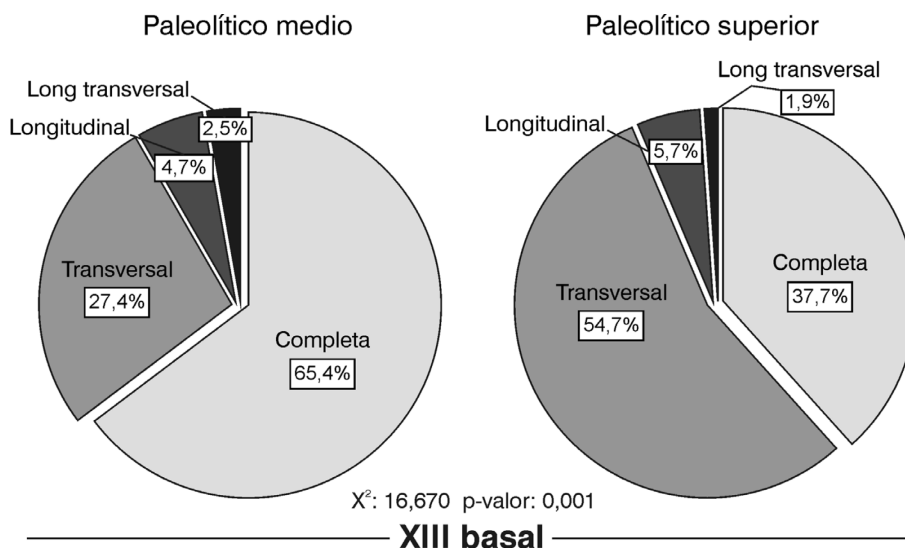 Paleolítico medio
Long transversal
2,5%
Longitudinal
4,7%
Transversal
27,4%
Completa
65,4%
Paleolítico superior
Long transversal
1,9%
Longitudinal
5,7%
Completa
37,7%
Transversal
54,7%
X²: 16,670 p-valor: 0,001
XIII basal